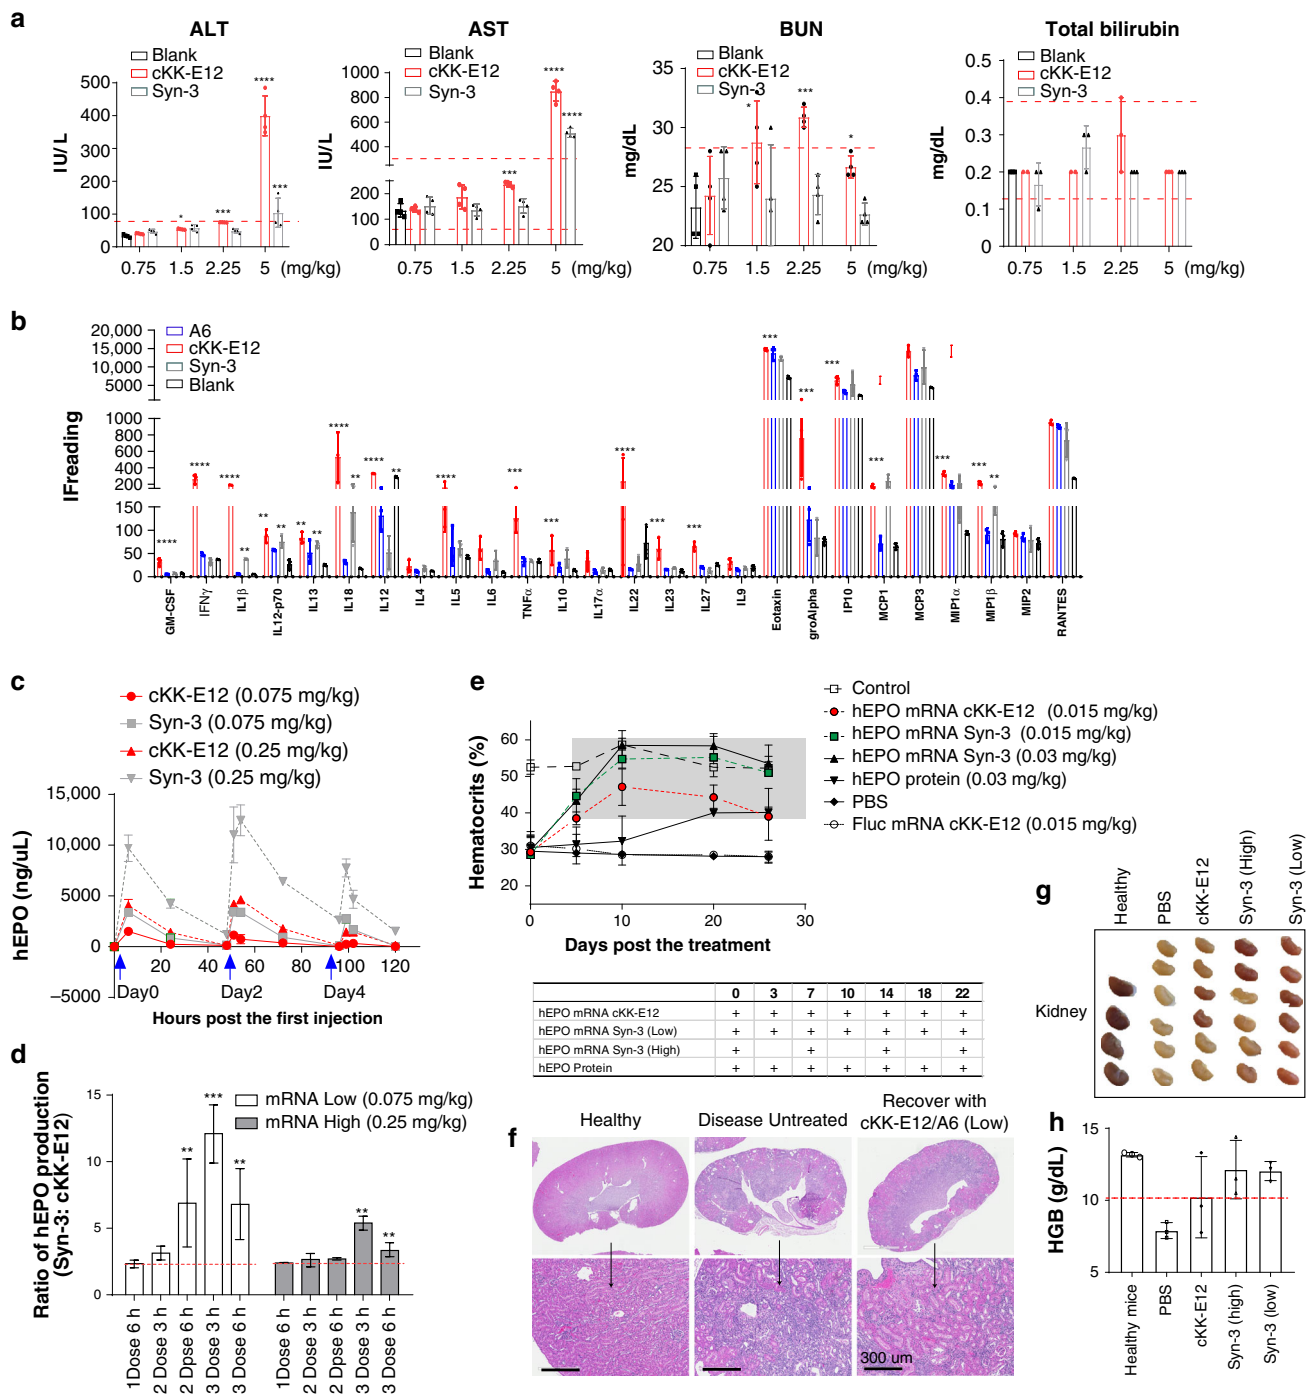 a
ALT
Blank
cKK-E12
Syn-3
IU/ L
500
400
300
200
100
0
*
***
****
***
0.75 1.5 2.25 5 (mg/kg)
AST
Blank
cKK-E12
Syn-3
IU/L
1000
800
600
400
200
100
0
***
****
****
0.75 1.5 2.25 5 (mg/kg)
BUN
Blank
cKK-E12
Syn-3
mg/dL
35
30
25
20
*
***
*
0.75 1.5 2.25 5 (mg/kg)
Total bilirubin
Blank
cKK-E12
Syn-3
mg/dL
0.5
0.4
0.3
0.2
0.1
0
0.75 1.5 2.25 5 (mg/kg)
b
A6
cKK-E12
Syn-3
Blank
IFreading
20,000
15,000
10,000
5000
1000
800
600
400
200
150
100
50
0
**** **** **** ** ** ** ** ** **** ** **** ** **** *** *** **** *** *** *** *** *** *** *** *** ** 
GM-CSF IFNγ IL1β IL12-p70 IL13 IL18 IL12 IL4 IL5 IL6 TNFα IL10 IL17α IL22 IL23 IL27 IL9 Eotaxin groAlpha IP10 MCP1 MCP3 MIP1α MIP1β MIP2 RANTES
c
cKK-E12 (0.075 mg/kg)
Syn-3 (0.075 mg/kg)
cKK-E12 (0.25 mg/kg)
Syn-3 (0.25 mg/kg)
hEPO (ng/uL)
15,000
10,000
5000
0
−5000
20 40 60 80 100 120
Day0 Day2 Day4
Hours post the first injection
d
Ratio of hEPO production
(Syn-3: cKK-E12)
mRNA Low (0.075 mg/kg)
mRNA High (0.25 mg/kg)
15
10
5
0
** *** ** ** **
1Dose 6 h
2 Dose 3 h
2 Dpse 6 h
3 Dose 3 h
3 Dose 6 h
1Dose 6 h
2 Dose 3 h
2 Dpse 6 h
3 Dose 3 h
3 Dose 6 h
e
Hematocrits (%)
60
50
40
30
20
0 10 20 30
Days post the treatment
Control
hEPO mRNA cKK-E12 (0.015 mg/kg)
hEPO mRNA Syn-3 (0.015 mg/kg)
hEPO mRNA Syn-3 (0.03 mg/kg)
hEPO protein (0.03 mg/kg)
PBS
Fluc mRNA cKK-E12 (0.015 mg/kg)
0 3 7 10 14 18 22
hEPO mRNA cKK-E12 + + + + + + +
hEPO mRNA Syn-3 (Low) + + + + + + +
hEPO mRNA Syn-3 (High) + + + +
hEPO Protein + + + + + + +
f
Healthy
Disease Untreated
Recover with
cKK-E12/A6 (Low)
300 um
g
Healthy
PBS
cKK-E12
Syn-3 (High)
Syn-3 (Low)
Kidney
h
HGB (g/dL)
15
10
5
Healthy mice
PBS
cKK-E12
Syn-3 (high)
Syn-3 (low)